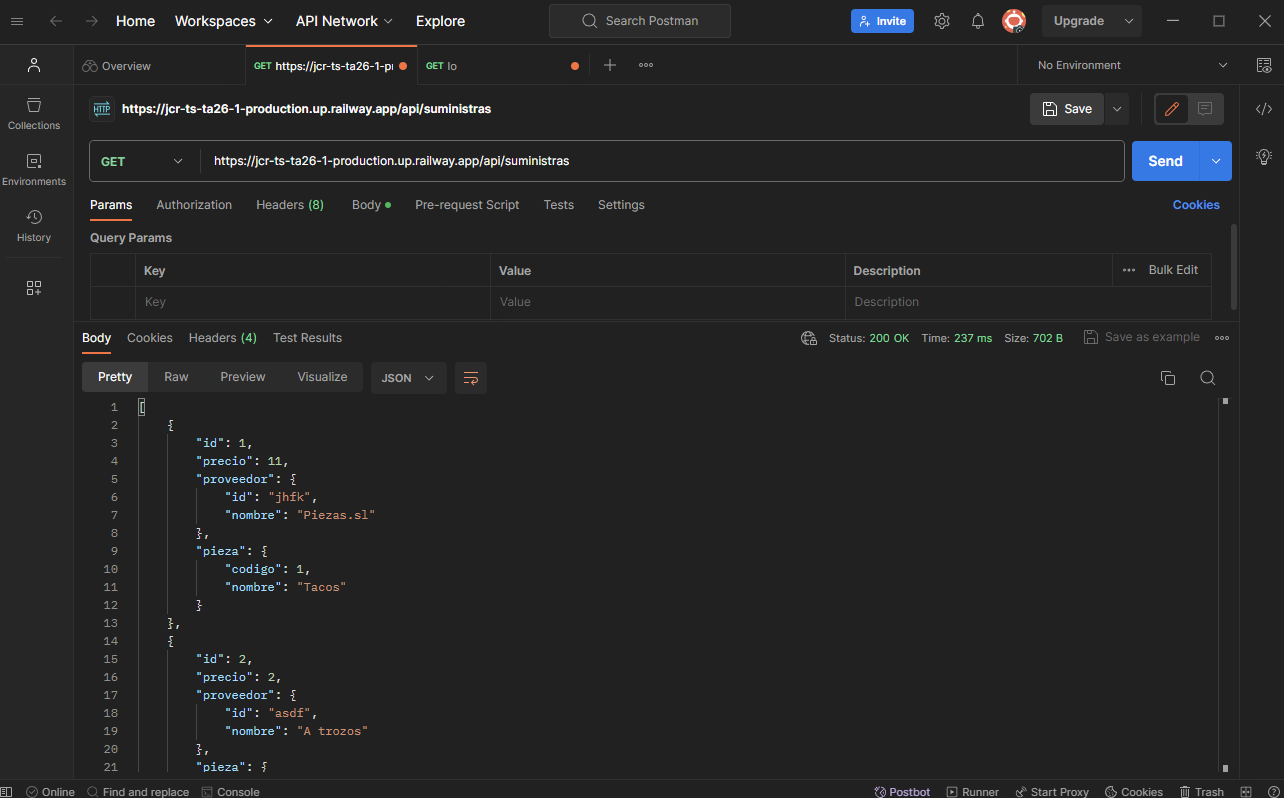 Home Workspaces API Network Explore Search Postman Invite Upgrade
Overview GET https://jcr-ts-ta26-1-pr GET lo No Environment
https://jcr-ts-ta26-1-production.up.railway.app/api/suministras Save
GET https://jcr-ts-ta26-1-production.up.railway.app/api/suministras Send
Collections
Environments
History
Params Authorization Headers (8) Body Pre-request Script Tests Settings Cookies
Query Params
Key Value Description Bulk Edit
Key Value Description
Body Cookies Headers (4) Test Results Status: 200 OK Time: 237 ms Size: 702 B Save as example
Pretty Raw Preview Visualize JSON
1 [
2 {
3 "id": 1,
4 "precio": 11,
5 "proveedor": {
6 "id": "jhfk",
7 "nombre": "Piezas.sl"
8 },
9 "pieza": {
10 "codigo": 1,
11 "nombre": "Tacos"
12 }
13 },
14 {
15 "id": 2,
16 "precio": 2,
17 "proveedor": {
18 "id": "asdf",
19 "nombre": "A trozos"
20 },
21 "pieza": {
Online Find and replace Console Postbot Runner Start Proxy Cookies Trash